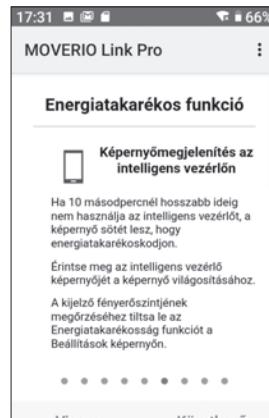 17:31 66%
MOVERIO Link Pro
Energiatakarékos funkció
Képernyőmegjelenítés az
intelligens vezérlőn
Ha 10 másodpercnél hosszabb ideig
nem használja az intelligens vezérlőt, a
képernyő sötét lesz, hogy
energiatakarékoskodjon.
Érintse meg az intelligens vezérlő
képernyőjét a képernyő világosításához.
A kijelző fényerőszintjének
megőrzéséhez tiltsa le az
Energiatakarékosság funkciót a
Beállítások képernyőn.